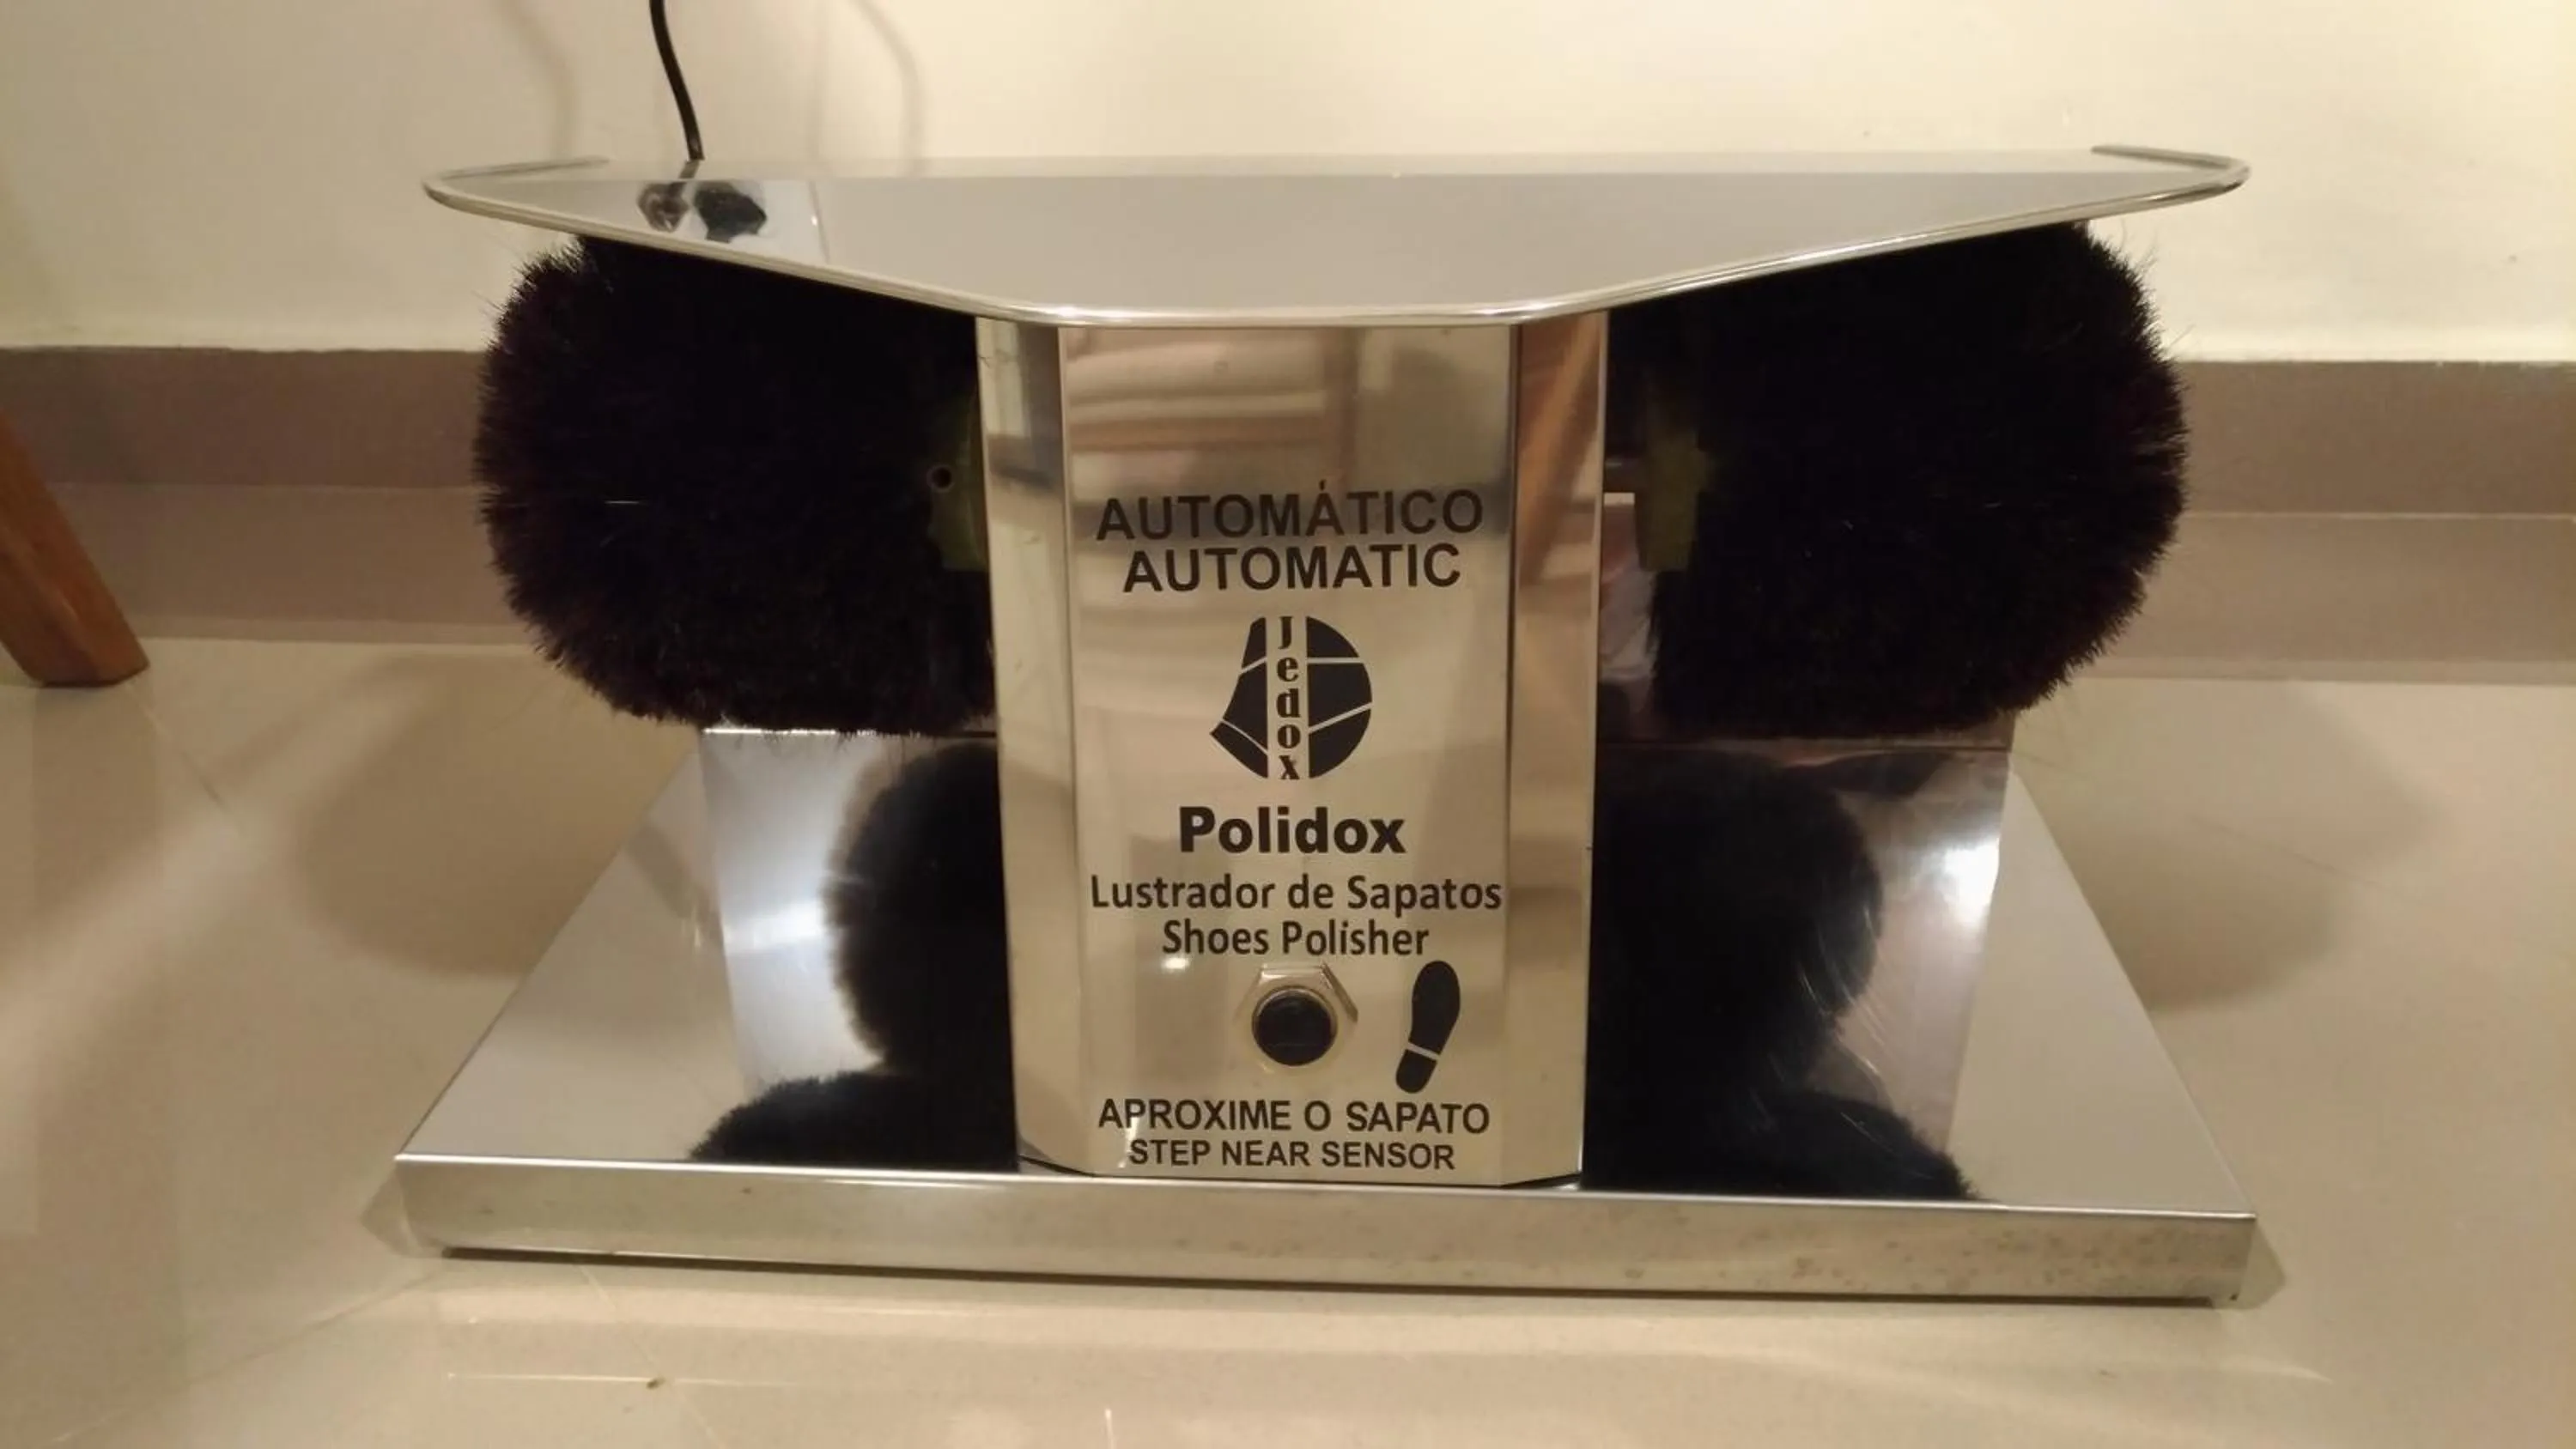 AUTOMÁTICO
AUTOMATIC
Jedox
Polidox
Lustrador de Sapatos
Shoes Polisher
APROXIME O SAPATO
STEP NEAR SENSOR